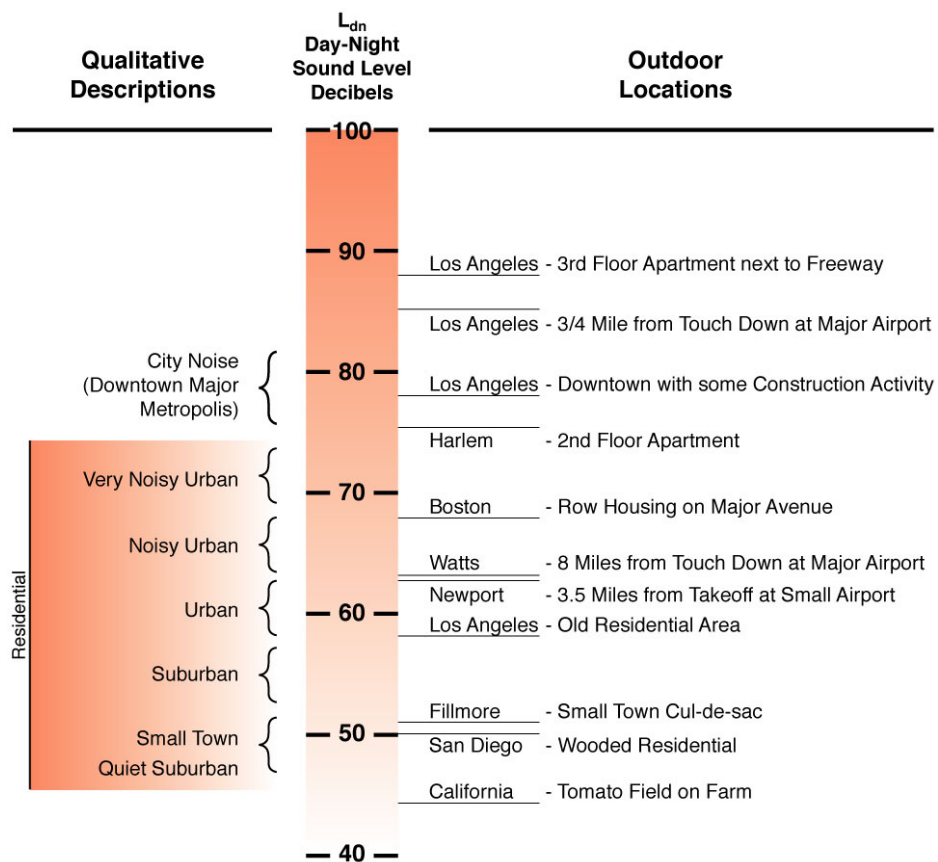 Qualitative
Descriptions
Ldn
Day-Night
Sound Level
Decibels
Outdoor
Locations
100
90
Los Angeles - 3rd Floor Apartment next to Freeway
Los Angeles - 3/4 Mile from Touch Down at Major Airport
City Noise
(Downtown Major
Metropolis)
80
Los Angeles - Downtown with some Construction Activity
Harlem - 2nd Floor Apartment
Very Noisy Urban
70
Boston - Row Housing on Major Avenue
Noisy Urban
Watts - 8 Miles from Touch Down at Major Airport
Newport - 3.5 Miles from Takeoff at Small Airport
Urban
60
Los Angeles - Old Residential Area
Residential
Suburban
Fillmore - Small Town Cul-de-sac
Small Town
50
San Diego - Wooded Residential
Quiet Suburban
California - Tomato Field on Farm
40